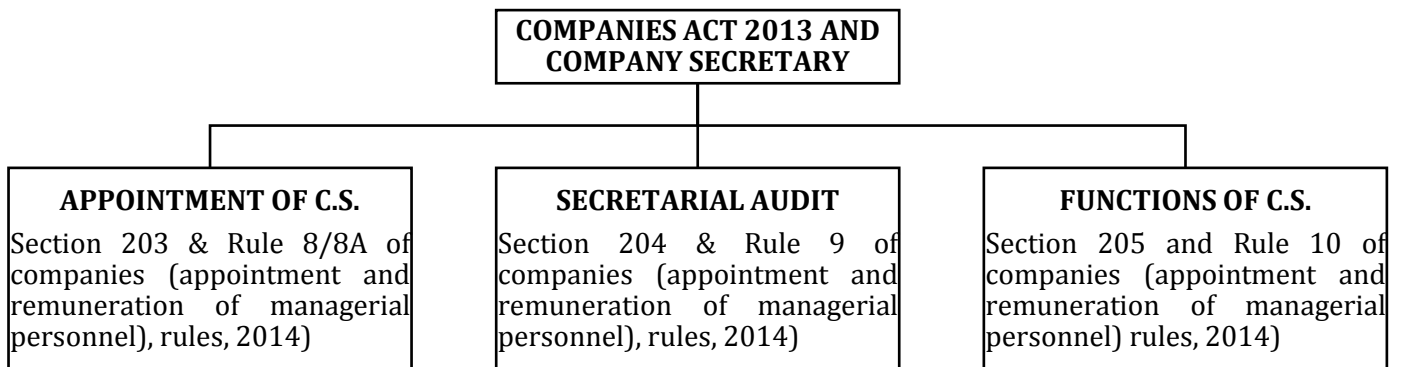 COMPANIES ACT 2013 AND
COMPANY SECRETARY
APPOINTMENT OF C.S.
Section 203 & Rule 8/8A of
companies (appointment and
remuneration of managerial
personnel), rules, 2014)
SECRETARIAL AUDIT
Section 204 & Rule 9 of
companies (appointment and
remuneration of managerial
personnel), rules, 2014)
FUNCTIONS OF C.S.
Section 205 and Rule 10 of
companies (appointment and
remuneration of managerial
personnel) rules, 2014)